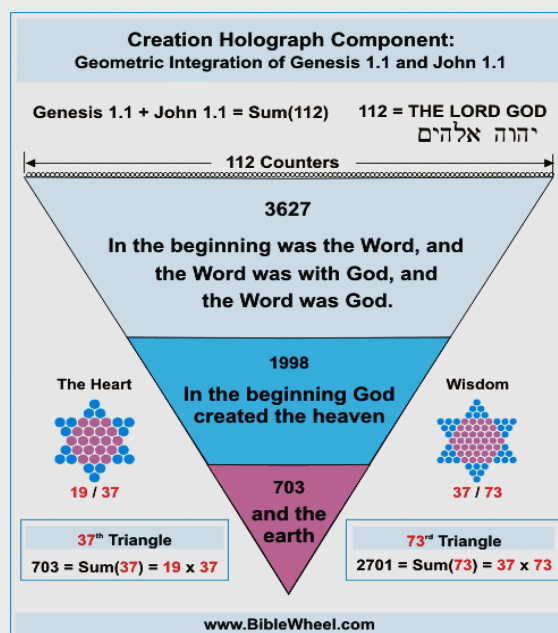 Creation Holograph Component:
Geometric Integration of Genesis 1.1 and John 1.1
Genesis 1.1 + John 1.1 = Sum(112)
112 = THE LORD GOD
יהוה אלהים
112 Counters
3627
In the beginning was the Word, and
the Word was with God, and
the Word was God.
1998
In the beginning God
created the heaven
The Heart
19 / 37
Wisdom
37 / 73
703
and the
earth
37th Triangle
703 = Sum(37) = 19 x 37
73rd Triangle
2701 = Sum(73) = 37 x 73
www.BibleWheel.com